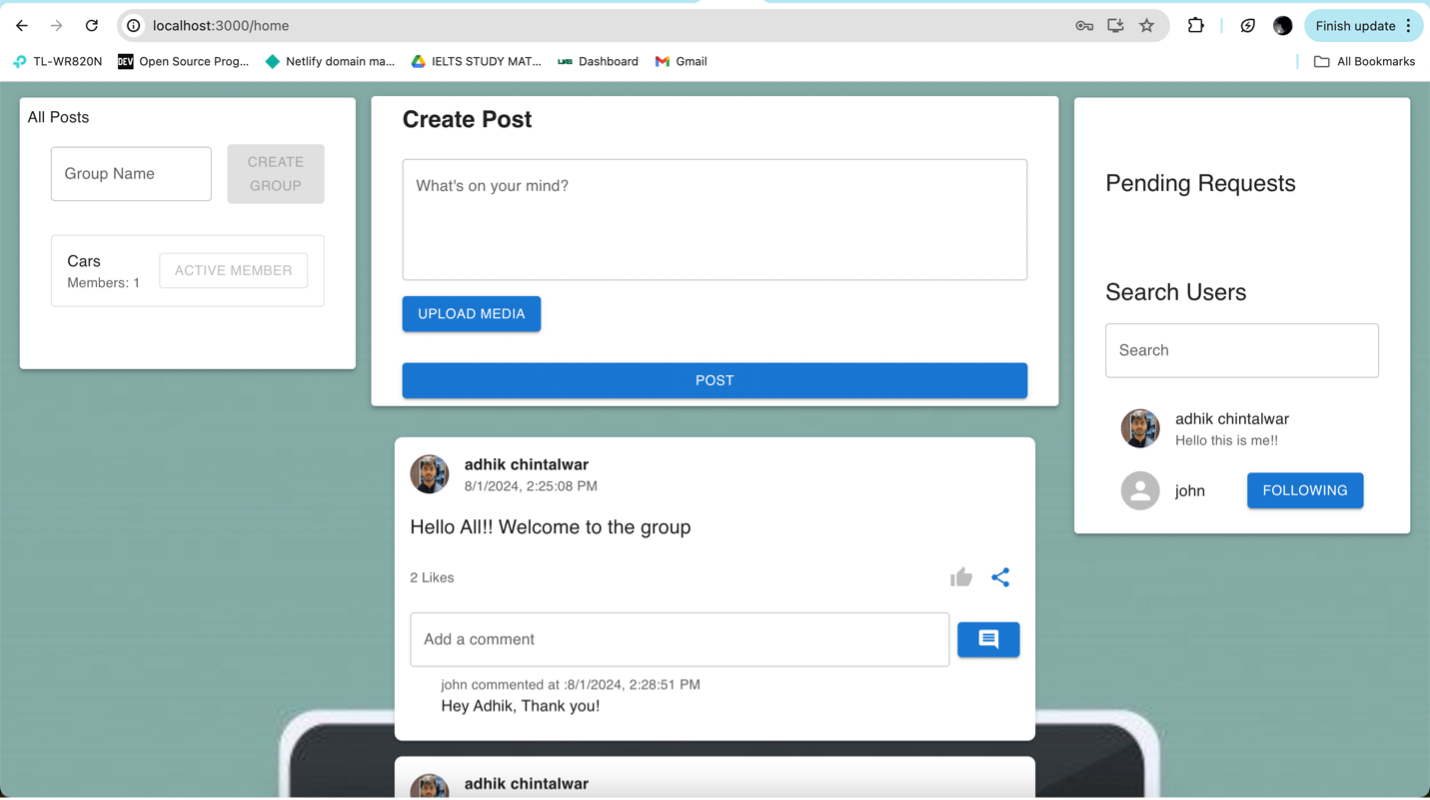 localhost:3000/home
Finish update
TL-WR820N
DEV
Open Source Prog...
Netlify domain ma...
IELTS STUDY MAT...
UAB
Dashboard
Gmail
All Bookmarks
All Posts
Group Name
CREATE
GROUP
Cars
Members: 1
ACTIVE MEMBER
Create Post
What's on your mind?
UPLOAD MEDIA
POST
adhik chintalwar
8/1/2024, 2:25:08 PM
Hello All!! Welcome to the group
2 Likes
Add a comment
john commented at :8/1/2024, 2:28:51 PM
Hey Adhik, Thank you!
adhik chintalwar
Pending Requests
Search Users
Search
adhik chintalwar
Hello this is me!!
john
FOLLOWING